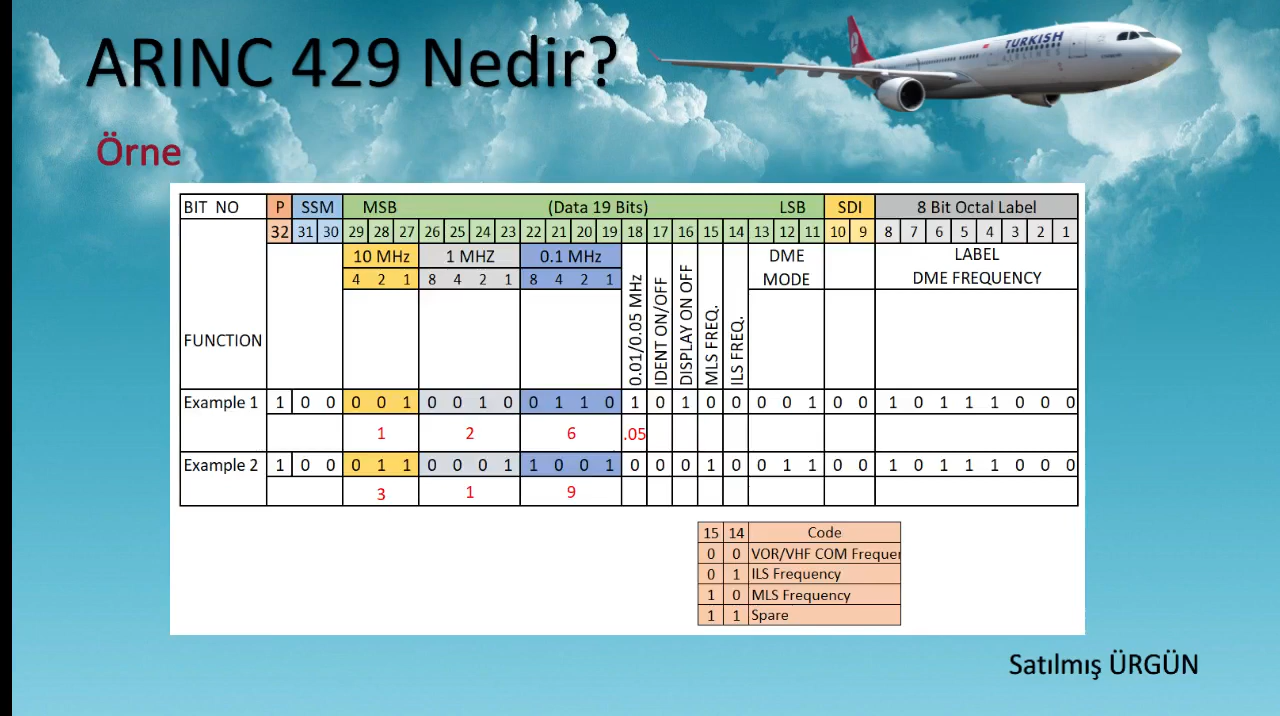 ARINC 429 Nedir?
TURKISH
AIRLINES
Örne
BIT NO P SSM MSB (Data 19 Bits) LSB SDI 8 Bit Octal Label
32 31 30 29 28 27 26 25 24 23 22 21 20 19 18 17 16 15 14 13 12 11 10 9 8 7 6 5 4 3 2 1
FUNCTION 10 MHz 1 MHZ 0.1 MHz 0.01/0.05 MHz IDENT ON/OFF DISPLAY ON OFF MLS FREQ. ILS FREQ. DME MODE LABEL DME FREQUENCY
4 2 1 8 4 2 1 8 4 2 1
Example 1 1 0 0 0 0 1 0 0 1 0 0 1 1 0 1 0 1 0 0 0 0 1 0 0 1 0 1 1 1 0 0 0
1 2 6 .05
Example 2 1 0 0 0 1 1 0 0 0 1 1 0 0 1 0 0 0 1 0 0 1 1 0 0 1 0 1 1 1 0 0 0
3 1 9
15 14 Code
0 0 VOR/VHF COM Frequer
0 1 ILS Frequency
1 0 MLS Frequency
1 1 Spare
Satılmış ÜRGÜN